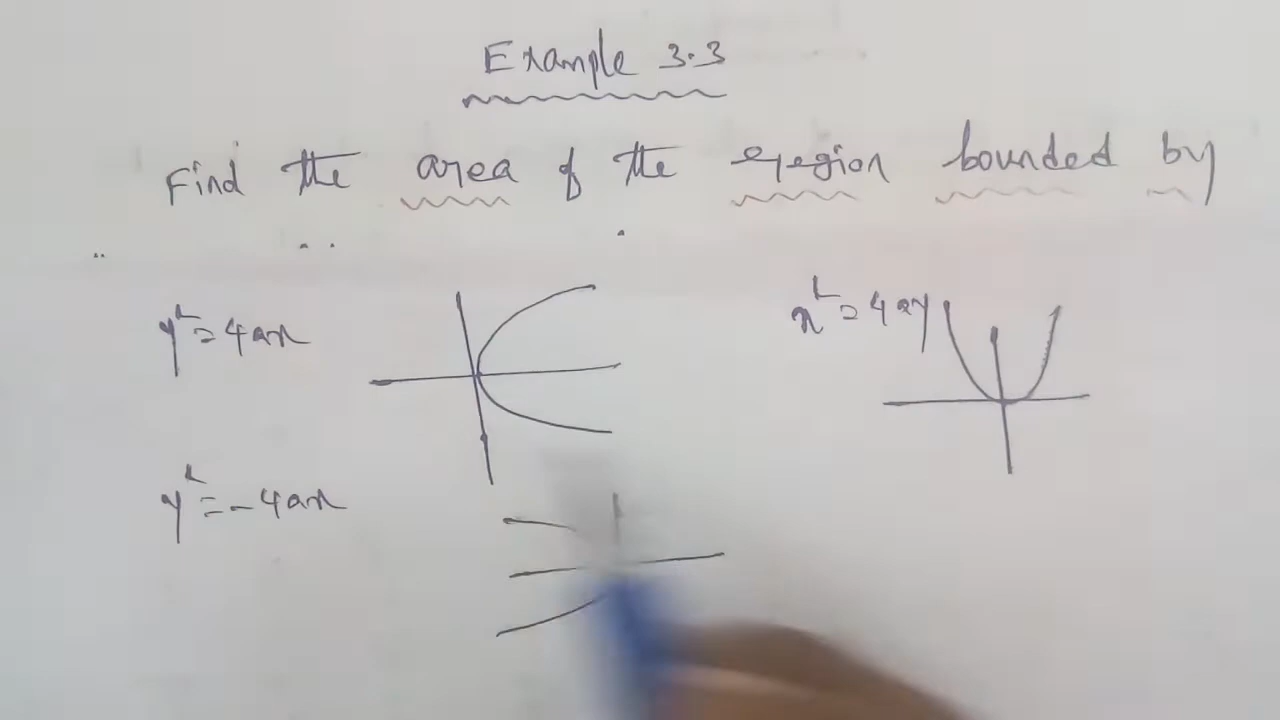 Example 3.3
Find the area of the region bounded by
y² = 4ax
x² = 4ay
y² = -4ax